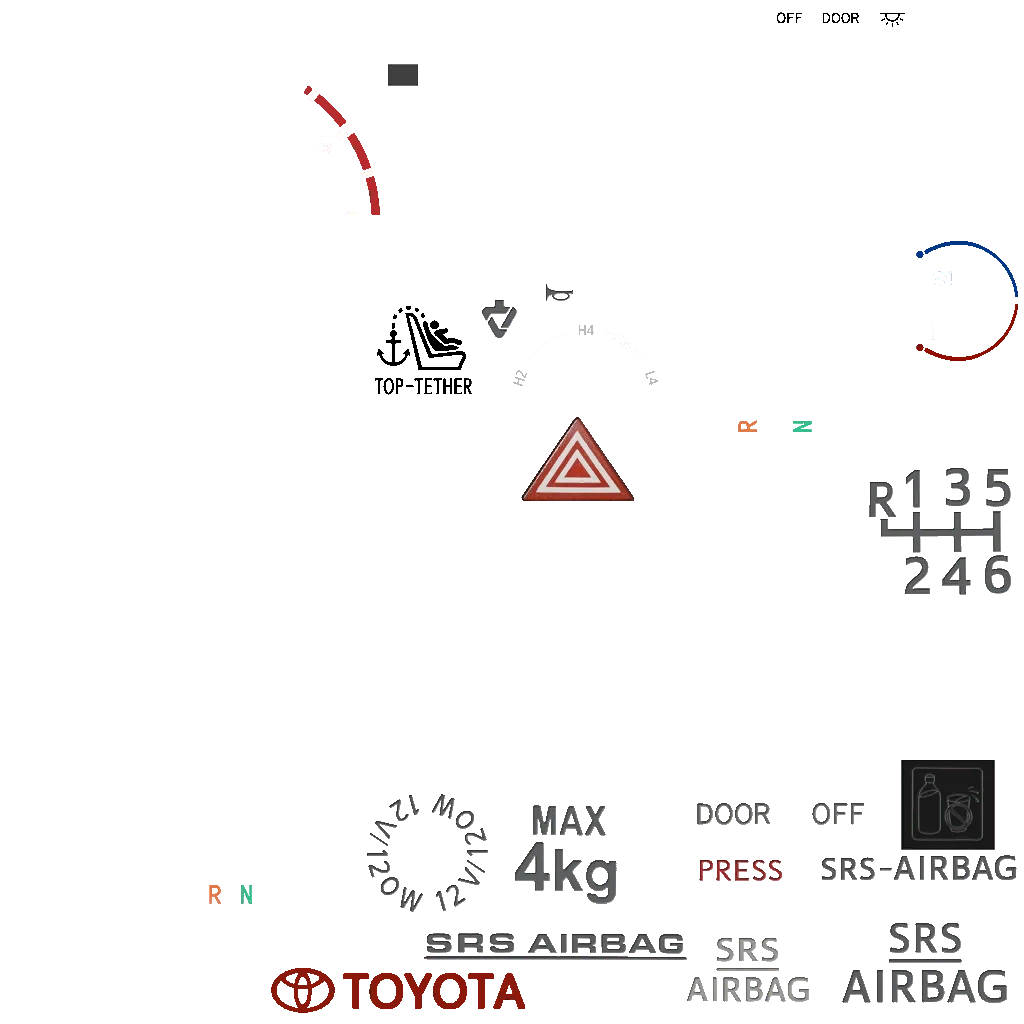 OFF DOOR
H4
H2 L4
TOP-TETHER
R N
R 1 3 5
2 4 6
12V/120W 12V/120W
MAX
4kg
DOOR OFF
PRESS
SRS-AIRBAG
R N
SRS AIRBAG
SRS
AIRBAG
SRS
AIRBAG
TOYOTA